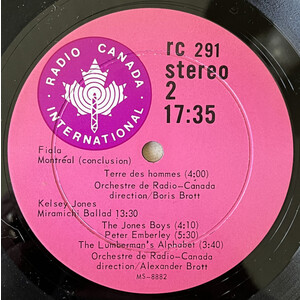 RADIO CANADA
INTERNATIONAL
rc 291
stereo
2
17:35
Fiala
Montréal (conclusion)
Terre des hommes (4:00)
Orchestre de Radio-Canada
direction/Boris Brott
Kelsey Jones
Miramichi Ballad 13:30
The Jones Boys (4:10)
Peter Emberley (5:30)
The Lumberman's Alphabet (3:40)
Orchestre de Radio-Canada
direction/Alexander Brott
MS-8882